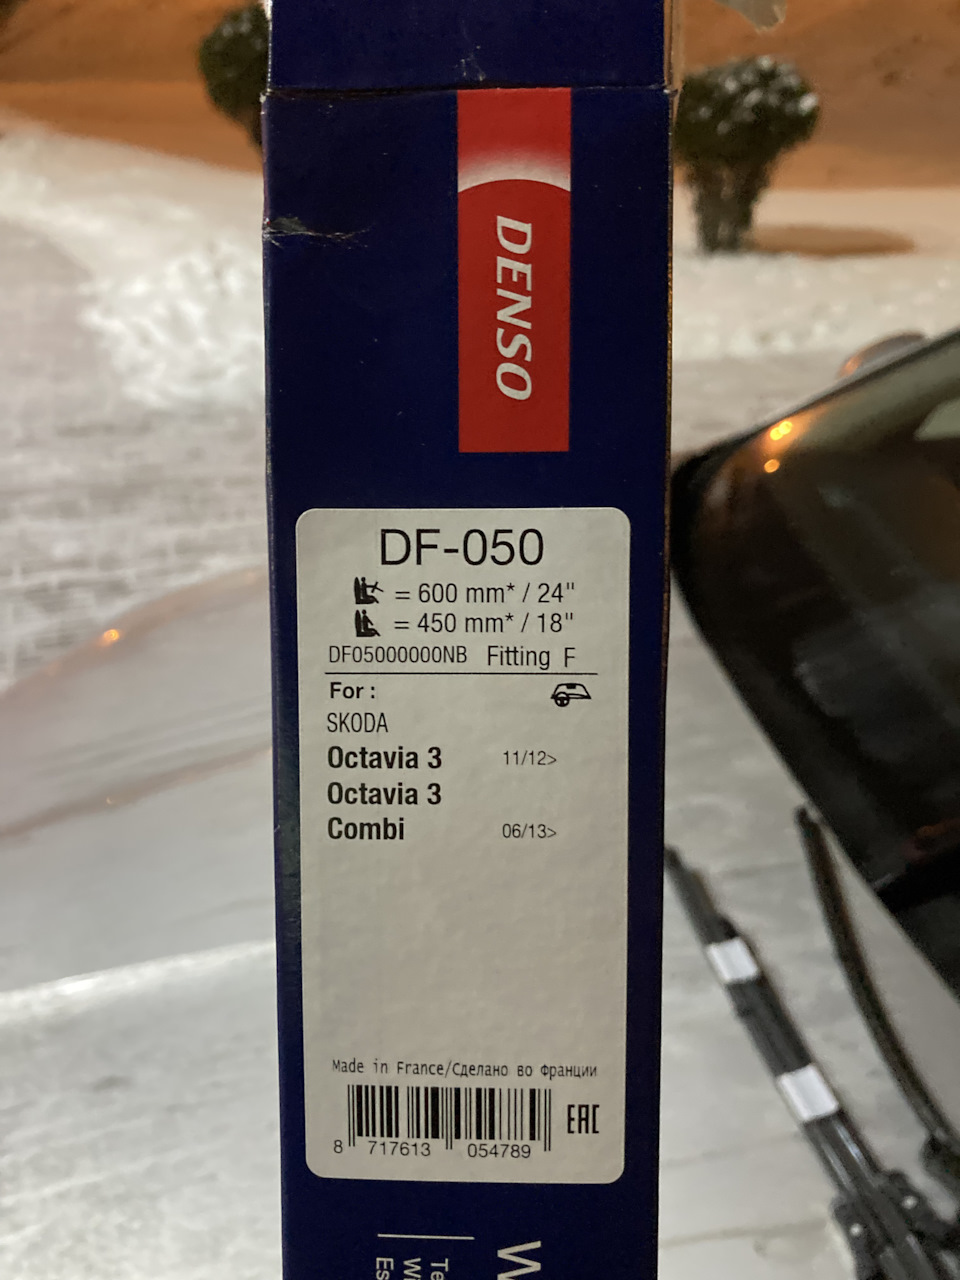 DENSO
DF-050
= 600 mm* / 24"
= 450 mm* / 18"
DF05000000NB Fitting F
For :
SKODA
Octavia 3 11/12>
Octavia 3
Combi 06/13>
Made in France/Сделано во Франции
8 717613 054789
EAC